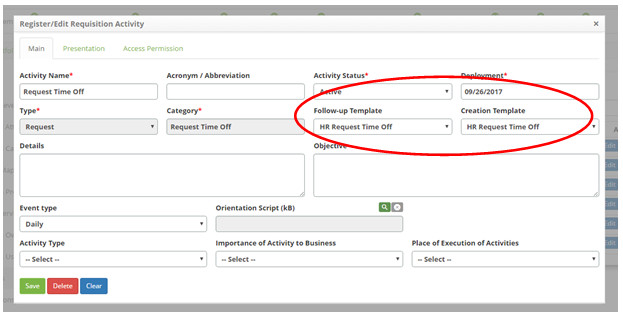 Register/Edit Requisition Activity ×
Main Presentation Access Permission
Activity Name* Acronym / Abbreviation Activity Status* Deployment*
Request Time Off Active 09/26/2017
Type* Category* Follow-up Template Creation Template
Request Request Time Off HR Request Time Off HR Request Time Off
Details Objective
Event type Orientation Script (kB)
Daily
Activity Type Importance of Activity to Business Place of Execution of Activities
-- Select -- -- Select -- -- Select --
Save Delete Clear